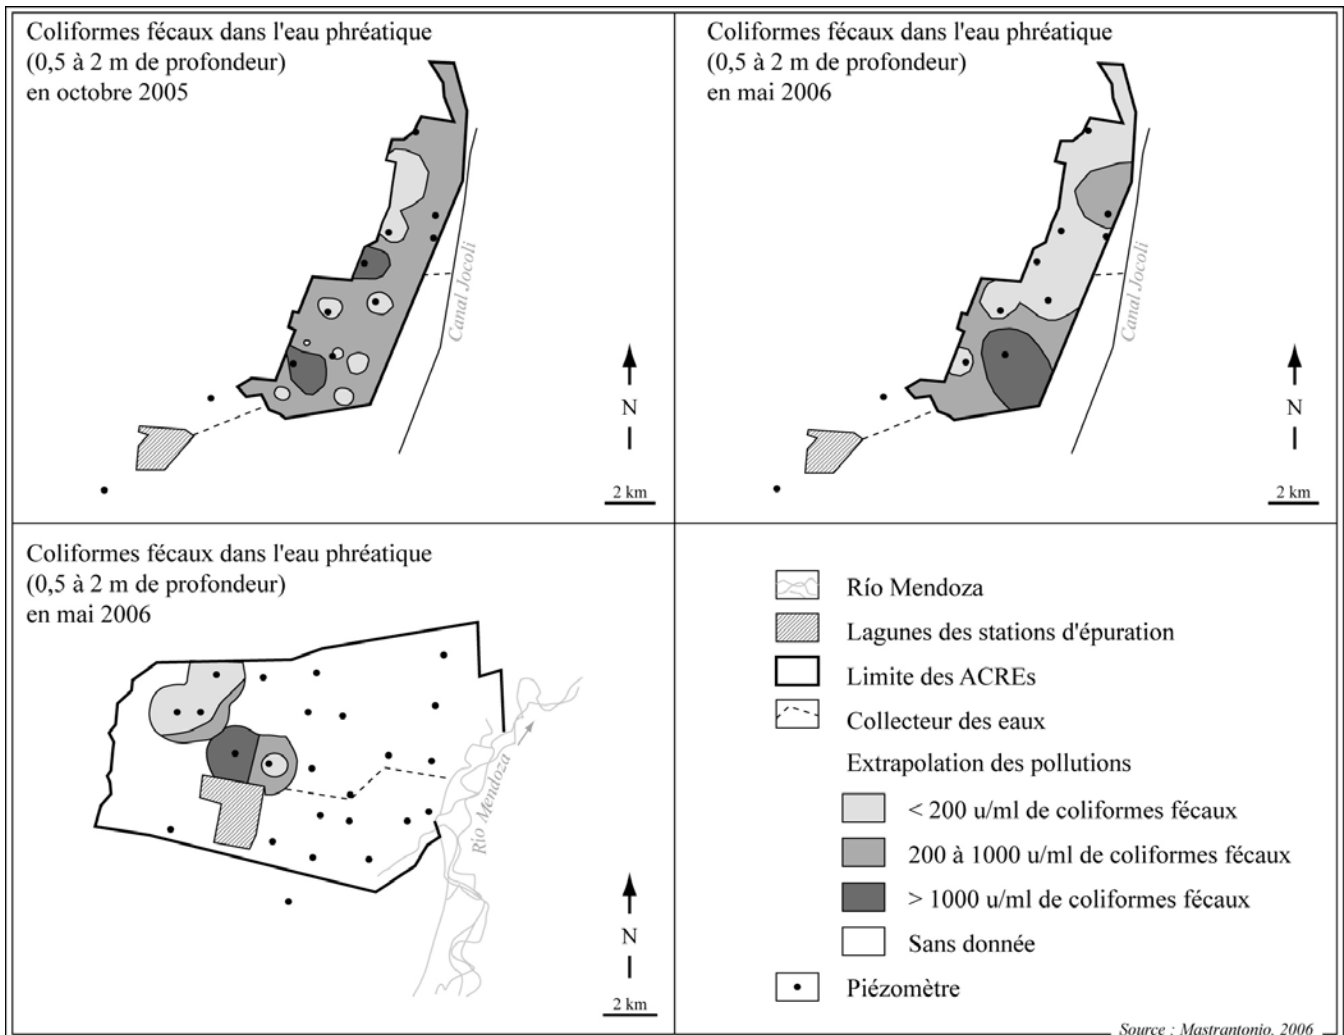 Coliformes fécaux dans l'eau phréatique
(0,5 à 2 m de profondeur)
en octobre 2005
Canal Jocoli
N
2 km
Coliformes fécaux dans l'eau phréatique
(0,5 à 2 m de profondeur)
en mai 2006
Canal Jocoli
N
2 km
Coliformes fécaux dans l'eau phréatique
(0,5 à 2 m de profondeur)
en mai 2006
Río Mendoza
N
2 km
Río Mendoza
Lagunes des stations d'épuration
Limite des ACREs
Collecteur des eaux
Extrapolation des pollutions
< 200 u/ml de coliformes fécaux
200 à 1000 u/ml de coliformes fécaux
> 1000 u/ml de coliformes fécaux
Sans donnée
Piézomètre
Source : Mastrantonio, 2006